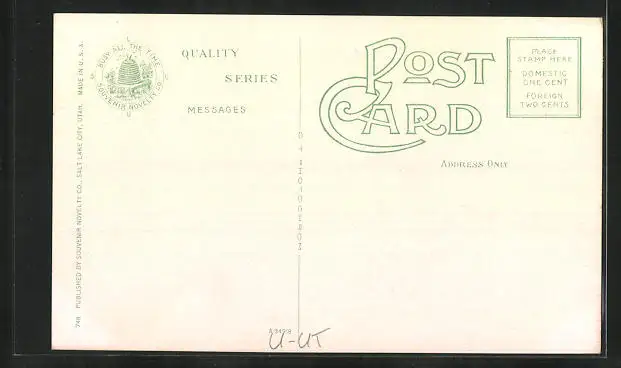 BUSY ALL THE TIME
SOUVENIR NOVELTY CO.
QUALITY
SERIES
MESSAGES
POST
CARD
ADDRESS ONLY
PLACE
STAMP HERE
DOMESTIC
ONE CENT
FOREIGN
TWO CENTS
748 PUBLISHED BY SOUVENIR NOVELTY CO., SALT LAKE CITY, UTAH. MADE IN U.S.A.
U-UT